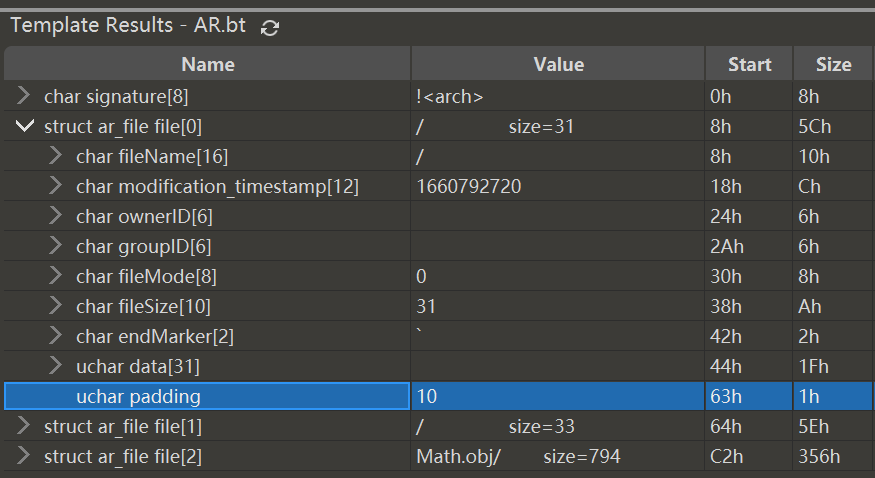 Template Results - AR.bt
Name Value Start Size
char signature[8] !<arch> 0h 8h
struct ar_file file[0] / size=31 8h 5Ch
char fileName[16] / 8h 10h
char modification_timestamp[12] 1660792720 18h Ch
char ownerID[6] 24h 6h
char groupID[6] 2Ah 6h
char fileMode[8] 0 30h 8h
char fileSize[10] 31 38h Ah
char endMarker[2] ` 42h 2h
uchar data[31] 44h 1Fh
uchar padding 10 63h 1h
struct ar_file file[1] / size=33 64h 5Eh
struct ar_file file[2] Math.obj/ size=794 C2h 356h